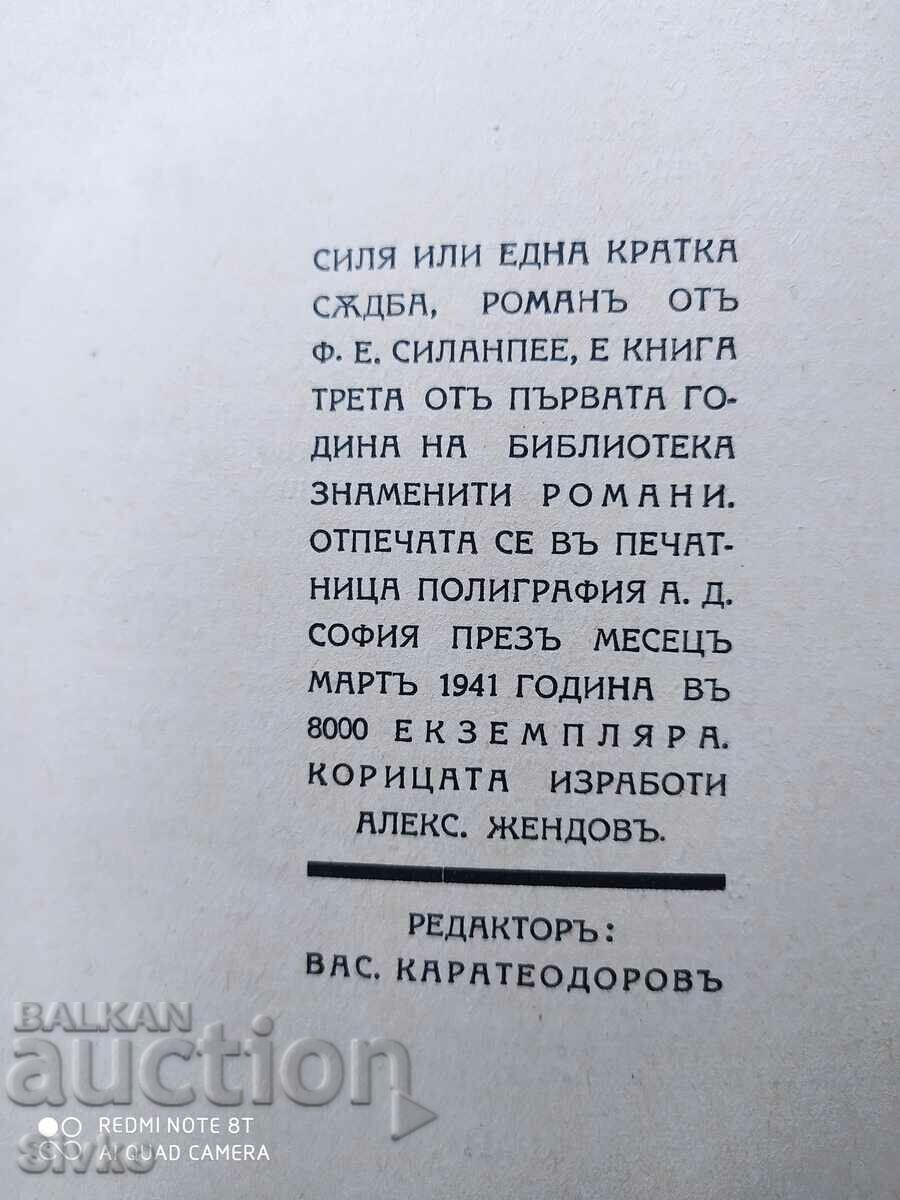 СИЛЯ ИЛИ ЕДНА КРАТКА
СѪДБА, РОМАНЪ ОТЪ
Ф. Е. СИЛАНПЕЕ, Е КНИГА
ТРЕТА ОТЪ ПЪРВАТА ГО-
ДИНА НА БИБЛИОТЕКА
ЗНАМЕНИТИ РОМАНИ.
ОТПЕЧАТА СЕ ВЪ ПЕЧАТ-
НИЦА ПОЛИГРАФИЯ А. Д.
СОФИЯ ПРЕЗЪ МЕСЕЦЪ
МАРТЪ 1941 ГОДИНА ВЪ
8000 ЕКЗЕМПЛЯРА.
КОРИЦАТА ИЗРАБОТИ
АЛЕКС. ЖЕНДОВЪ.
РЕДАКТОРЪ:
ВАС. КАРАТЕОДОРОВЪ
BALKAN
auction
REDMI NOTE 8T
AI QUAD CAMERA
Sivko